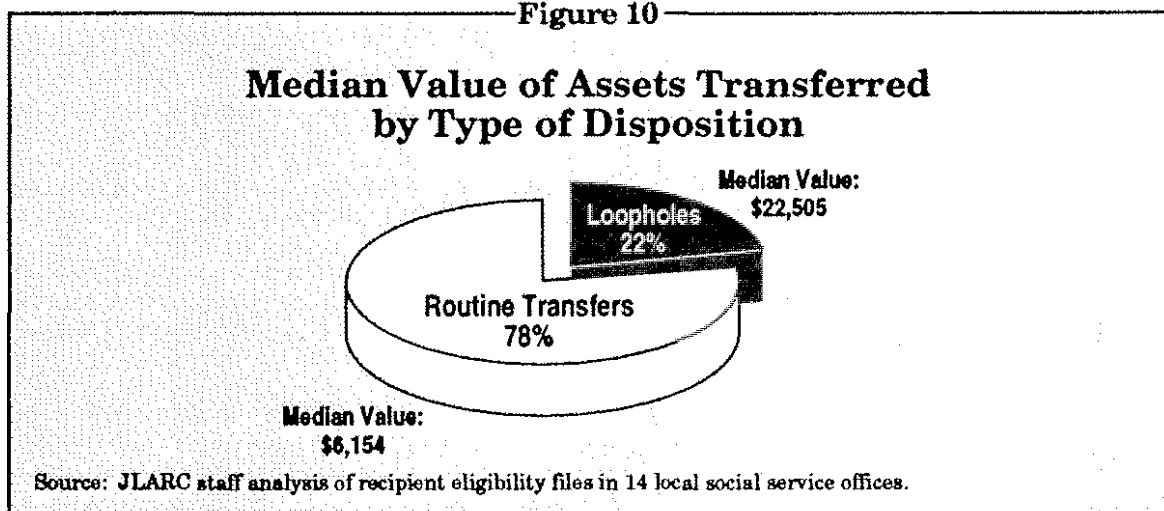 Figure 10
Median Value of Assets Transferred
by Type of Disposition
Median Value:
$22,505
Loopholes
22%
Routine Transfers
78%
Median Value:
$6,154
Source: JLARC staff analysis of recipient eligibility files in 14 local social service offices.